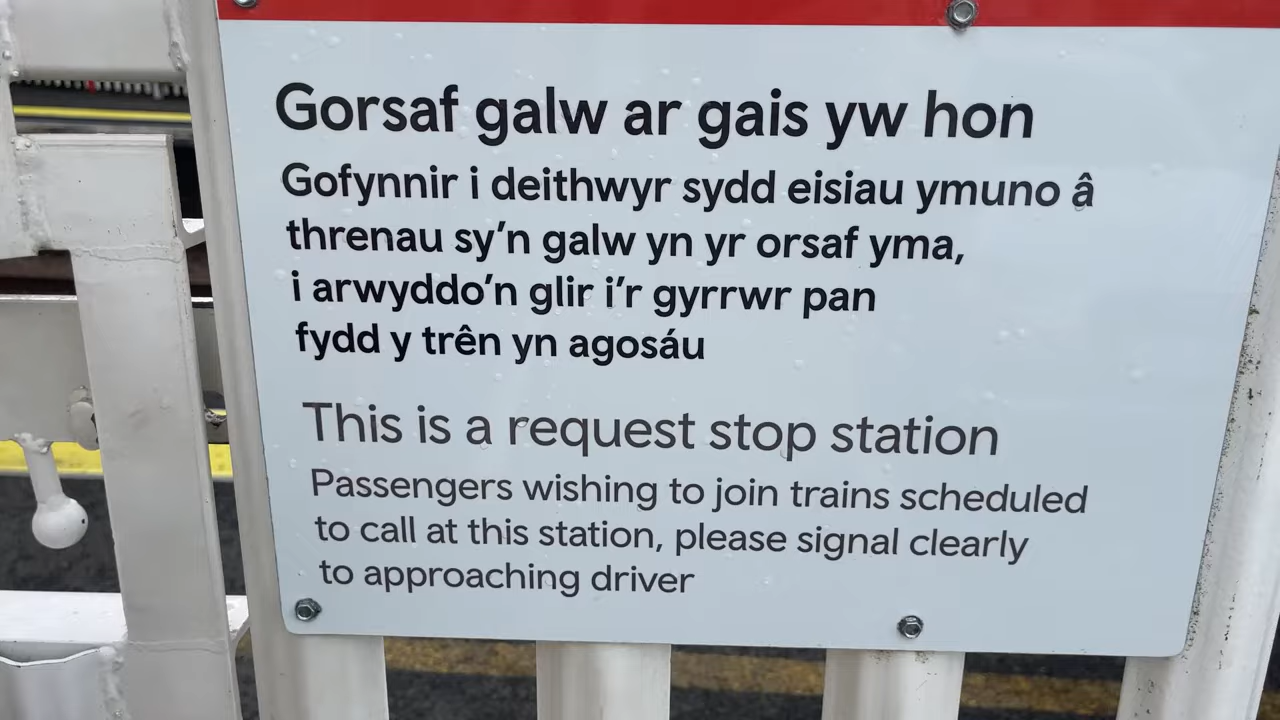 Gorsaf galw ar gais yw hon
Gofynnir i deithwyr sydd eisiau ymuno â
threnau sy’n galw yn yr orsaf yma,
i arwyddo’n glir i’r gyrrwr pan
fydd y trên yn agosáu
This is a request stop station
Passengers wishing to join trains scheduled
to call at this station, please signal clearly
to approaching driver